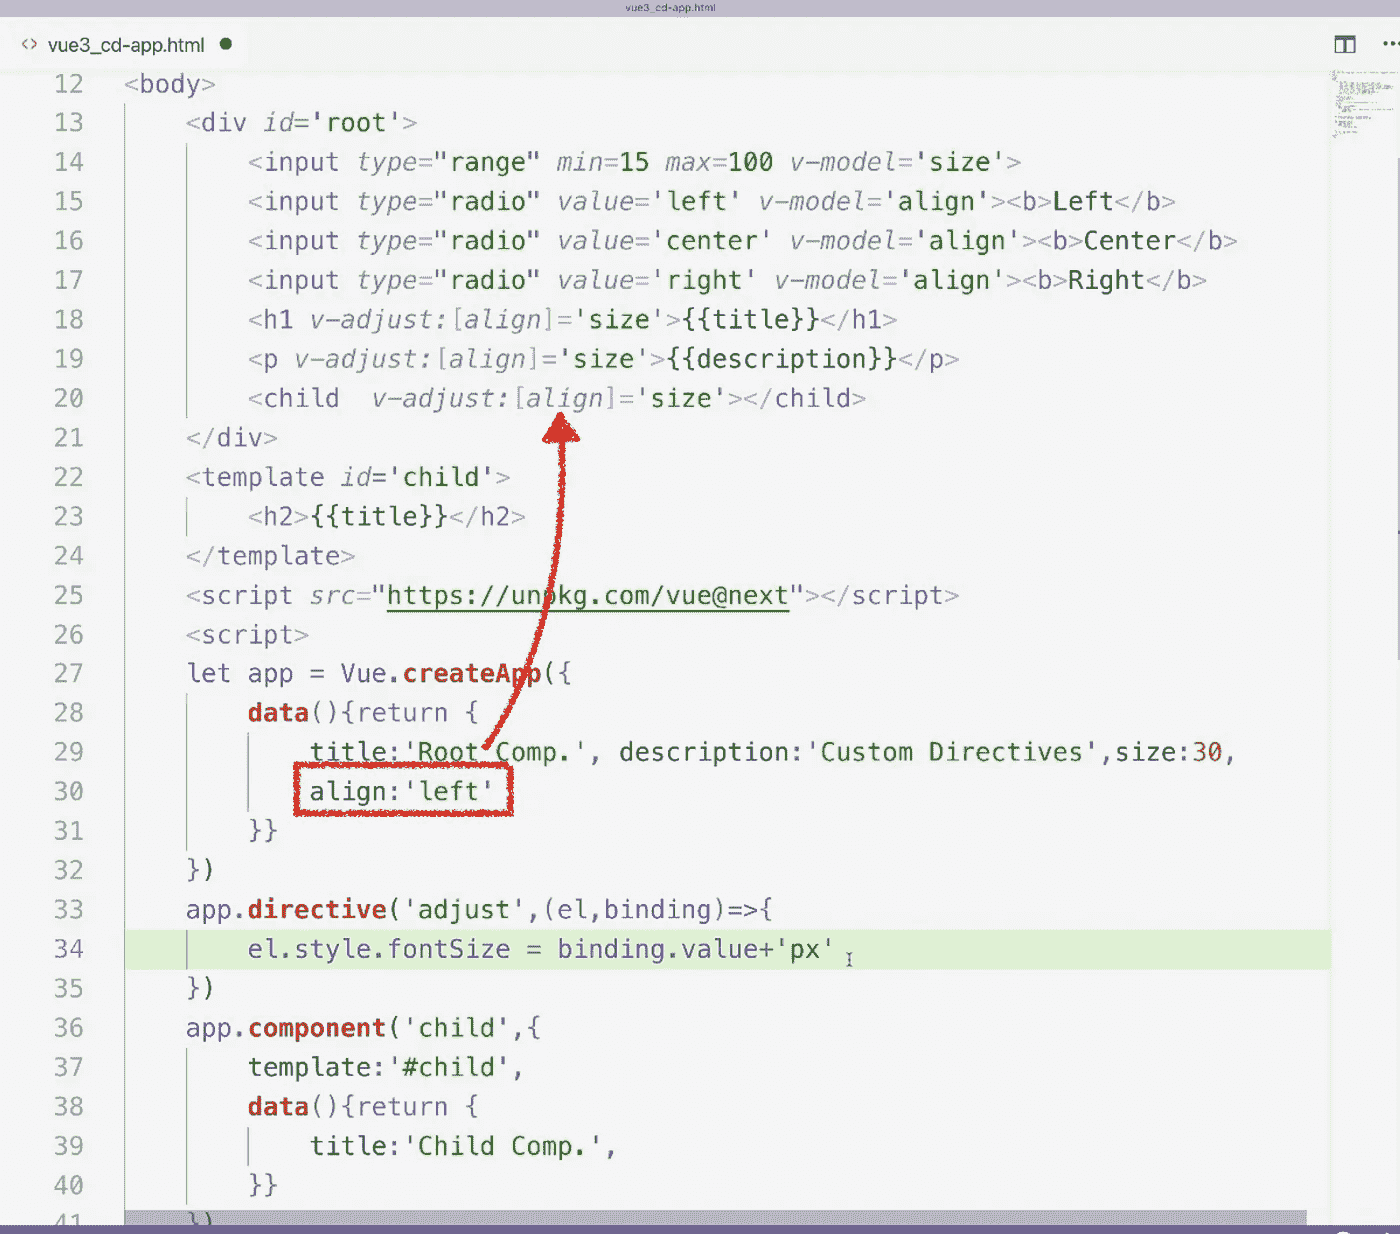 vue3_cd-app.html
<> vue3_cd-app.html
12 <body>
13 <div id='root'>
14 <input type="range" min=15 max=100 v-model='size'>
15 <input type="radio" value='left' v-model='align'><b>Left</b>
16 <input type="radio" value='center' v-model='align'><b>Center</b>
17 <input type="radio" value='right' v-model='align'><b>Right</b>
18 <h1 v-adjust:[align]='size'>{{title}}</h1>
19 <p v-adjust:[align]='size'>{{description}}</p>
20 <child  v-adjust:[align]='size'></child>
21 </div>
22 <template id='child'>
23 <h2>{{title}}</h2>
24 </template>
25 <script src="https://unpkg.com/vue@next"></script>
26 <script>
27 let app = Vue.createApp({
28 data(){return {
29 title:'Root Comp.', description:'Custom Directives',size:30,
30 align:'left'
31 }}
32 })
33 app.directive('adjust',(el,binding)=>{
34 el.style.fontSize = binding.value+'px'
35 })
36 app.component('child',{
37 template:'#child',
38 data(){return {
39 title:'Child Comp.',
40 }}
41 })